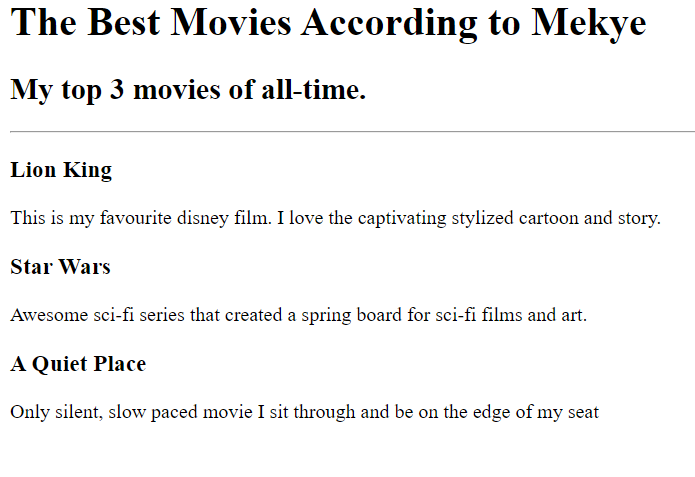 The Best Movies According to Mekye
My top 3 movies of all-time.
Lion King
This is my favourite disney film. I love the captivating stylized cartoon and story.
Star Wars
Awesome sci-fi series that created a spring board for sci-fi films and art.
A Quiet Place
Only silent, slow paced movie I sit through and be on the edge of my seat